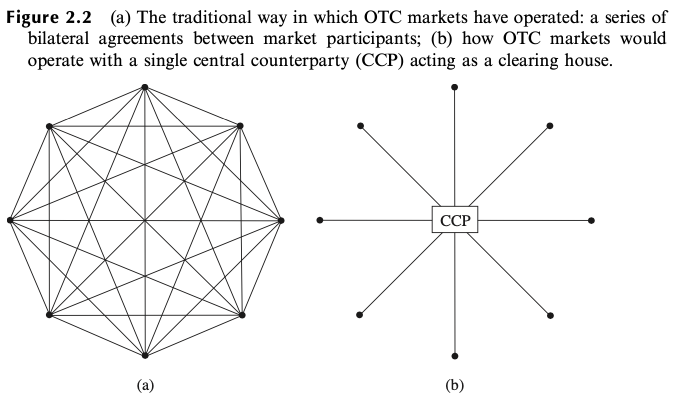 Figure 2.2 (a) The traditional way in which OTC markets have operated: a series of
bilateral agreements between market participants; (b) how OTC markets would
operate with a single central counterparty (CCP) acting as a clearing house.
CCP
(a)
(b)